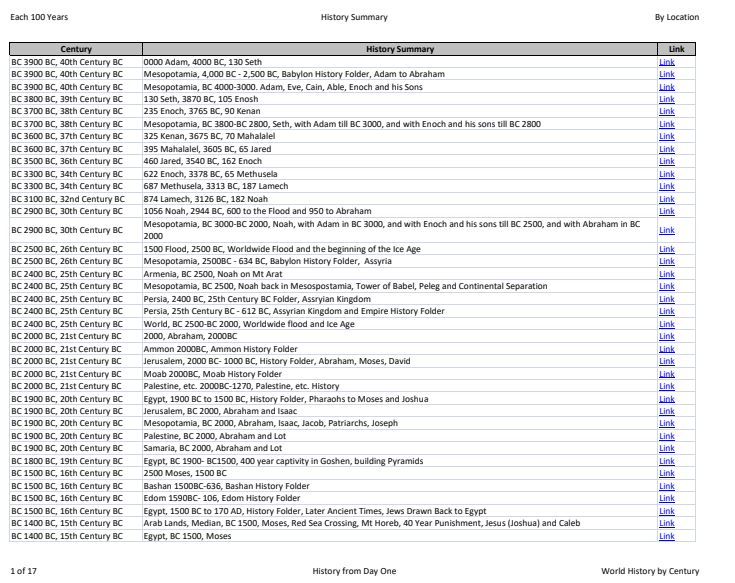 Each 100 Years History Summary By Location
Century History Summary Link
BC 3900 BC, 40th Century BC 0000 Adam, 4000 BC, 130 Seth Link
BC 3900 BC, 40th Century BC Mesopotamia, 4,000 BC - 2,500 BC, Babylon History Folder, Adam to Abraham Link
BC 3900 BC, 40th Century BC Mesopotamia, BC 4000-3000. Adam, Eve, Cain, Able, Enoch and his Sons Link
BC 3800 BC, 39th Century BC 130 Seth, 3870 BC, 105 Enosh Link
BC 3700 BC, 38th Century BC 235 Enoch, 3765 BC, 90 Kenan Link
BC 3700 BC, 38th Century BC Mesopotamia, BC 3800-BC 2800, Seth, with Adam till BC 3000, and with Enoch and his sons till BC 2800 Link
BC 3600 BC, 37th Century BC 325 Kenan, 3675 BC, 70 Mahalalel Link
BC 3600 BC, 37th Century BC 395 Mahalalel, 3605 BC, 65 Jared Link
BC 3500 BC, 36th Century BC 460 Jared, 3540 BC, 162 Enoch Link
BC 3300 BC, 34th Century BC 622 Enoch, 3378 BC, 65 Methusela Link
BC 3300 BC, 34th Century BC 687 Methusela, 3313 BC, 187 Lamech Link
BC 3100 BC, 32nd Century BC 874 Lamech, 3126 BC, 182 Noah Link
BC 2900 BC, 30th Century BC 1056 Noah, 2944 BC, 600 to the Flood and 950 to Abraham Link
BC 2900 BC, 30th Century BC Mesopotamia, BC 3000-BC 2000, Noah, with Adam in BC 3000, and with Enoch and his sons till BC 2500, and with Abraham in BC Link
2000
BC 2500 BC, 26th Century BC 1500 Flood, 2500 BC, Worldwide Flood and the beginning of the Ice Age Link
BC 2500 BC, 26th Century BC Mesopotamia, 2500BC - 634 BC, Babylon History Folder, Assyria Link
BC 2400 BC, 25th Century BC Armenia, BC 2500, Noah on Mt Arat Link
BC 2400 BC, 25th Century BC Mesopotamia, BC 2500, Noah back in Mesospostamia, Tower of Babel, Peleg and Continental Separation Link
BC 2400 BC, 25th Century BC Persia, 2400 BC, 25th Century BC Folder, Assryian Kingdom Link
BC 2400 BC, 25th Century BC Persia, 25th Century BC - 612 BC, Assyrian Kingdom and Empire History Folder Link
BC 2400 BC, 25th Century BC World, BC 2500-BC 2000, Worldwide flood and Ice Age Link
BC 2000 BC, 21st Century BC 2000, Abraham, 2000BC Link
BC 2000 BC, 21st Century BC Ammon 2000BC, Ammon History Folder Link
BC 2000 BC, 21st Century BC Jerusalem, 2000 BC- 1000 BC, History Folder, Abraham, Moses, David Link
BC 2000 BC, 21st Century BC Moab 2000BC, Moab History Folder Link
BC 2000 BC, 21st Century BC Palestine, etc. 2000BC-1270, Palestine, etc. History Link
BC 1900 BC, 20th Century BC Egypt, 1900 BC to 1500 BC, History Folder, Pharaohs to Moses and Joshua Link
BC 1900 BC, 20th Century BC Jerusalem, BC 2000, Abraham and Isaac Link
BC 1900 BC, 20th Century BC Mesopotamia, BC 2000, Abraham, Isaac, Jacob, Patriarchs, Joseph Link
BC 1900 BC, 20th Century BC Palestine, BC 2000, Abraham and Lot Link
BC 1900 BC, 20th Century BC Samaria, BC 2000, Abraham and Lot Link
BC 1800 BC, 19th Century BC Egypt, BC 1900- BC1500, 400 year captivity in Goshen, building Pyramids Link
BC 1500 BC, 16th Century BC 2500 Moses, 1500 BC Link
BC 1500 BC, 16th Century BC Bashan 1500BC-636, Bashan History Folder Link
BC 1500 BC, 16th Century BC Edom 1590BC- 106, Edom History Folder Link
BC 1500 BC, 16th Century BC Egypt, 1500 BC to 170 AD, History Folder, Later Ancient Times, Jews Drawn Back to Egypt Link
BC 1400 BC, 15th Century BC Arab Lands, Median, BC 1500, Moses, Red Sea Crossing, Mt Horeb, 40 Year Punishment, Jesus (Joshua) and Caleb Link
BC 1400 BC, 15th Century BC Egypt, BC 1500, Moses Link
1 of 17 History from Day One World History by Century